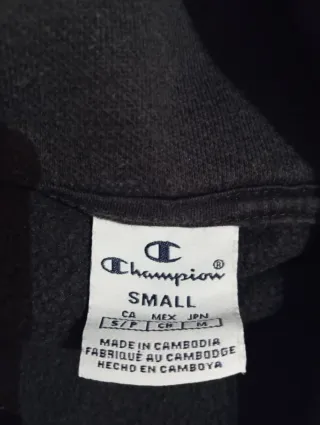 Champion®
SMALL
CA MEX JPN
S/P CH M
MADE IN CAMBODIA
FABRIQUÉ AU CAMBODGE
HECHO EN CAMBOYA